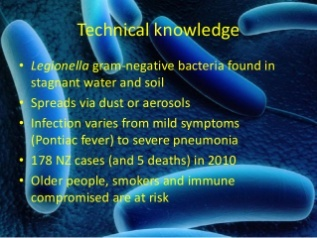 Technical knowledge
• Legionella gram-negative bacteria found in
stagnant water and soil
• Spreads via dust or aerosols
• Infection varies from mild symptoms
(Pontiac fever) to severe pneumonia
• 178 NZ cases (and 5 deaths) in 2010
• Older people, smokers and immune
compromised are at risk